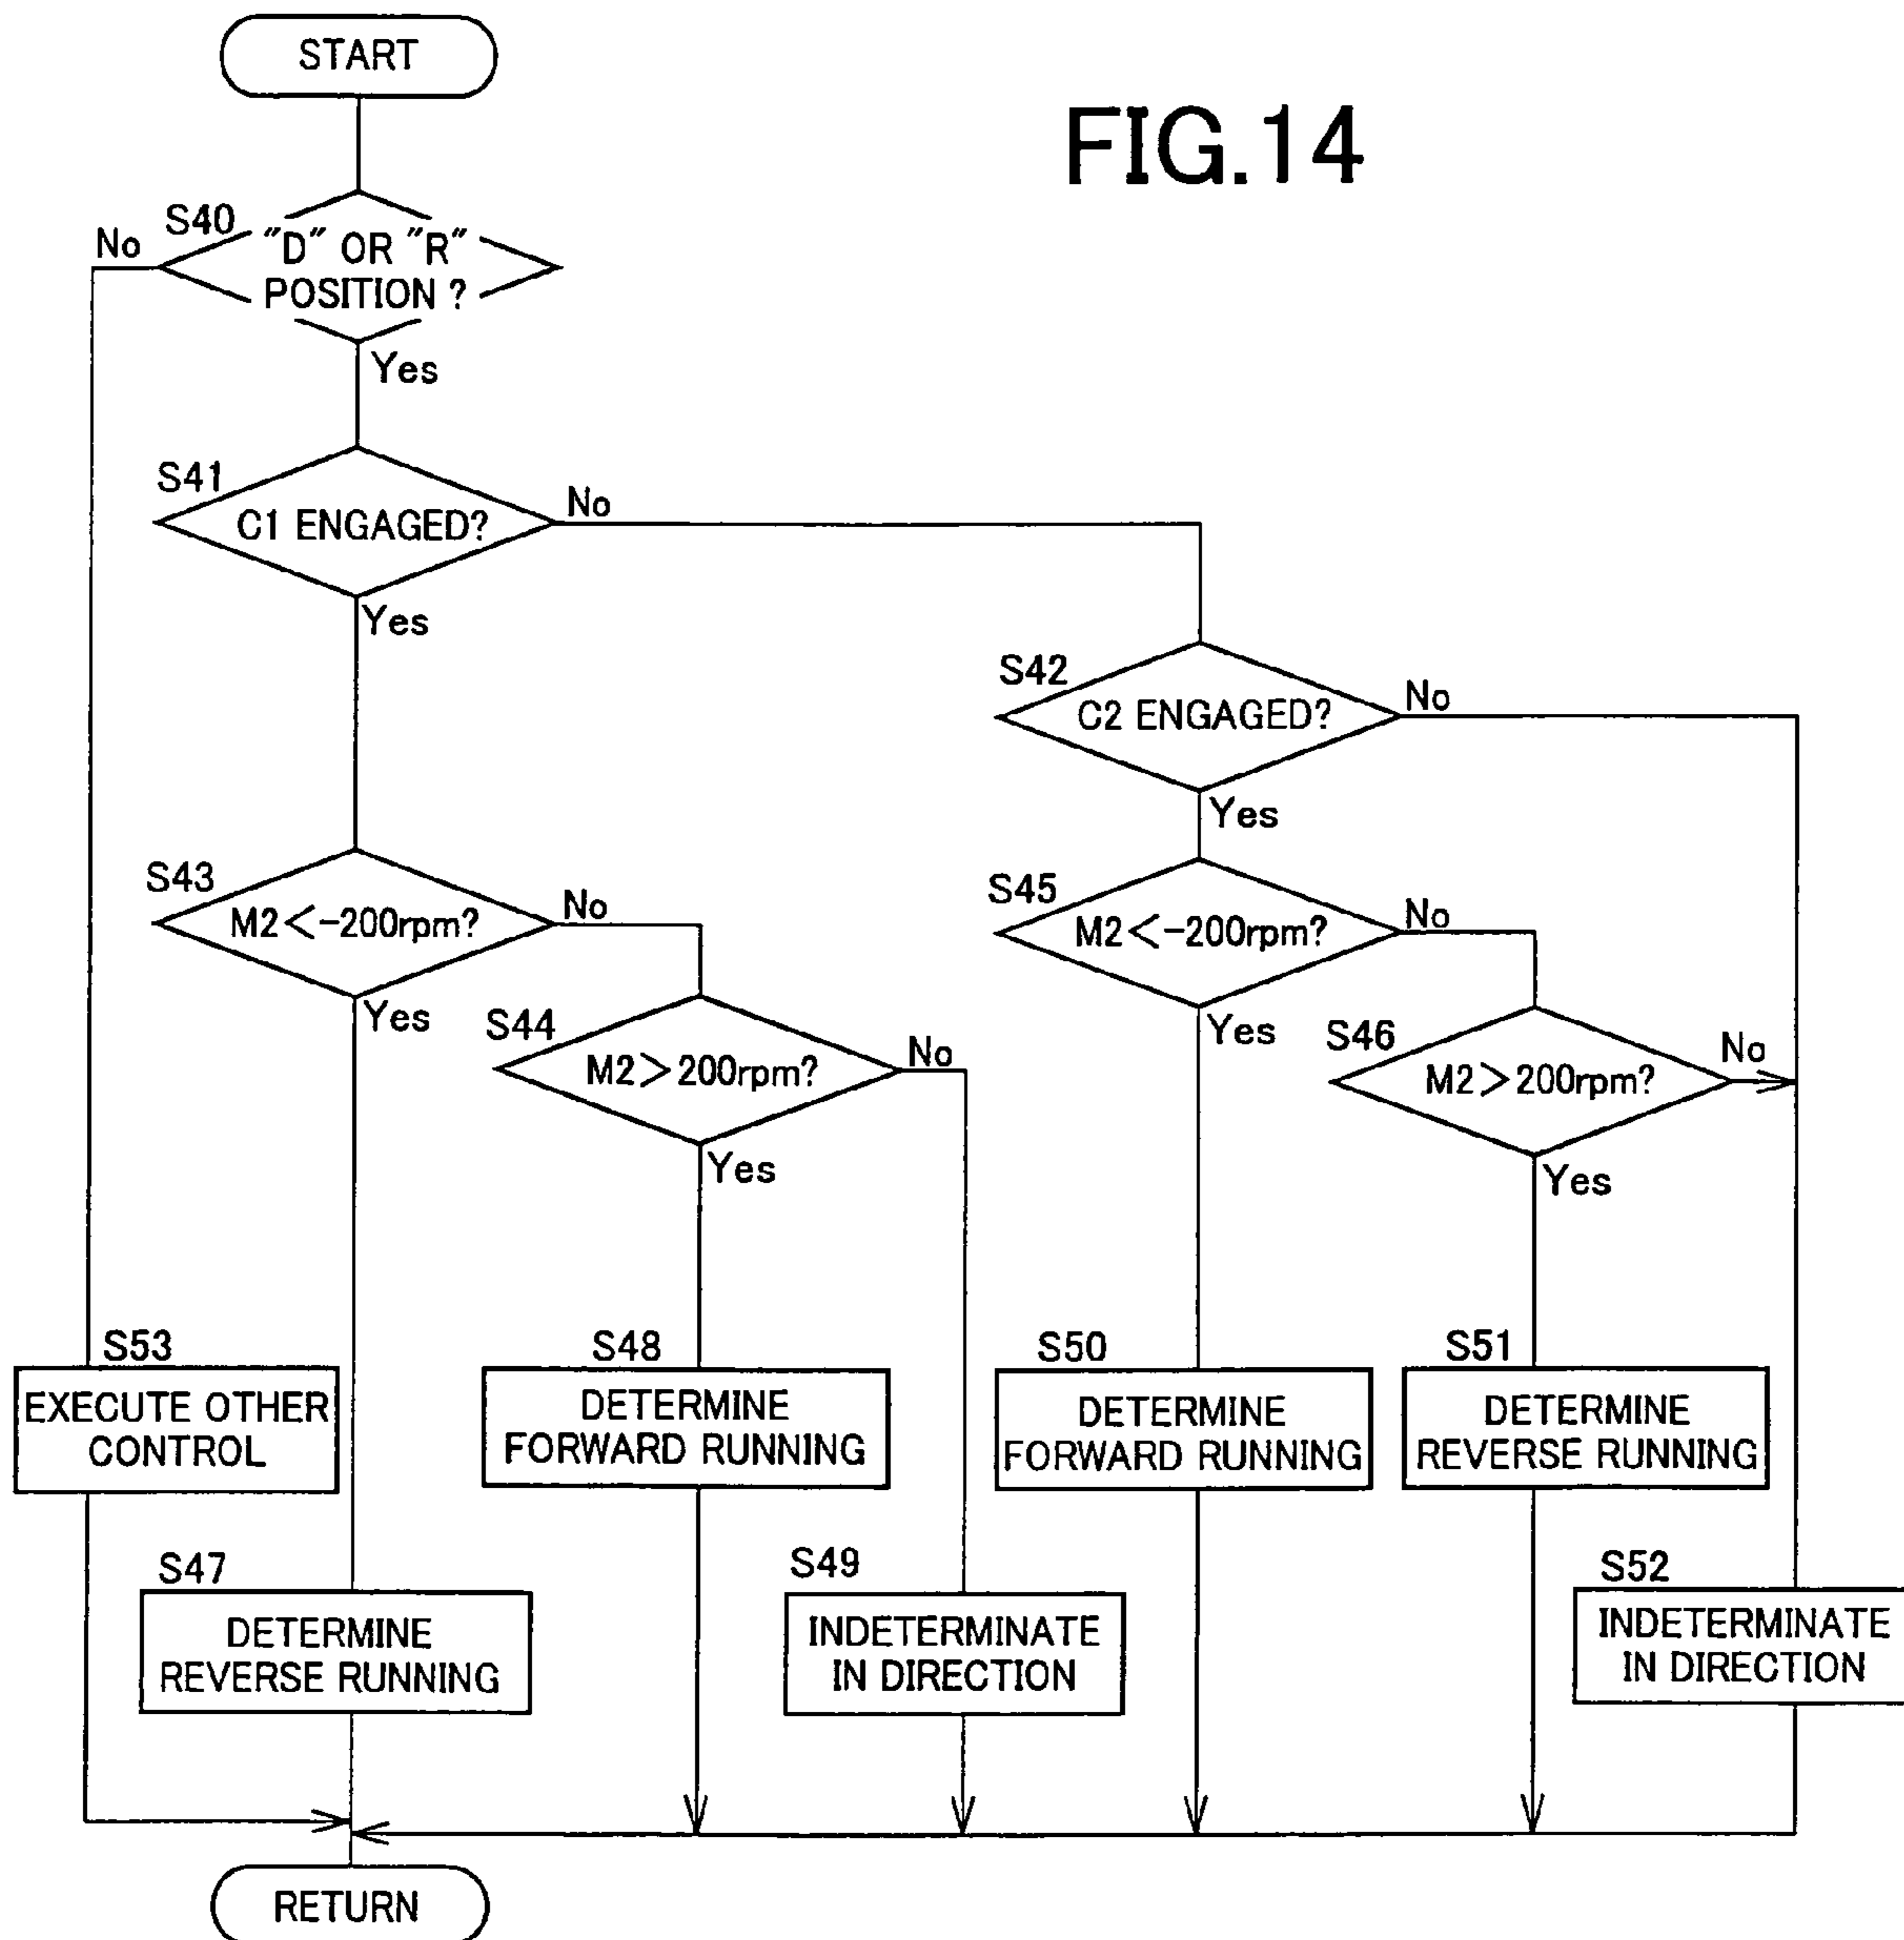 START
FIG.14
S40
"D" OR "R"
POSITION ?
No
Yes
S41
C1 ENGAGED?
No
Yes
S42
C2 ENGAGED?
No
Yes
S43
M2<-200rpm?
No
Yes
S45
M2<-200rpm?
No
Yes
S44
M2>200rpm?
No
Yes
S46
M2>200rpm?
No
Yes
S53
EXECUTE OTHER
CONTROL
S48
DETERMINE
FORWARD RUNNING
S50
DETERMINE
FORWARD RUNNING
S51
DETERMINE
REVERSE RUNNING
S47
DETERMINE
REVERSE RUNNING
S49
INDETERMINATE
IN DIRECTION
S52
INDETERMINATE
IN DIRECTION
RETURN